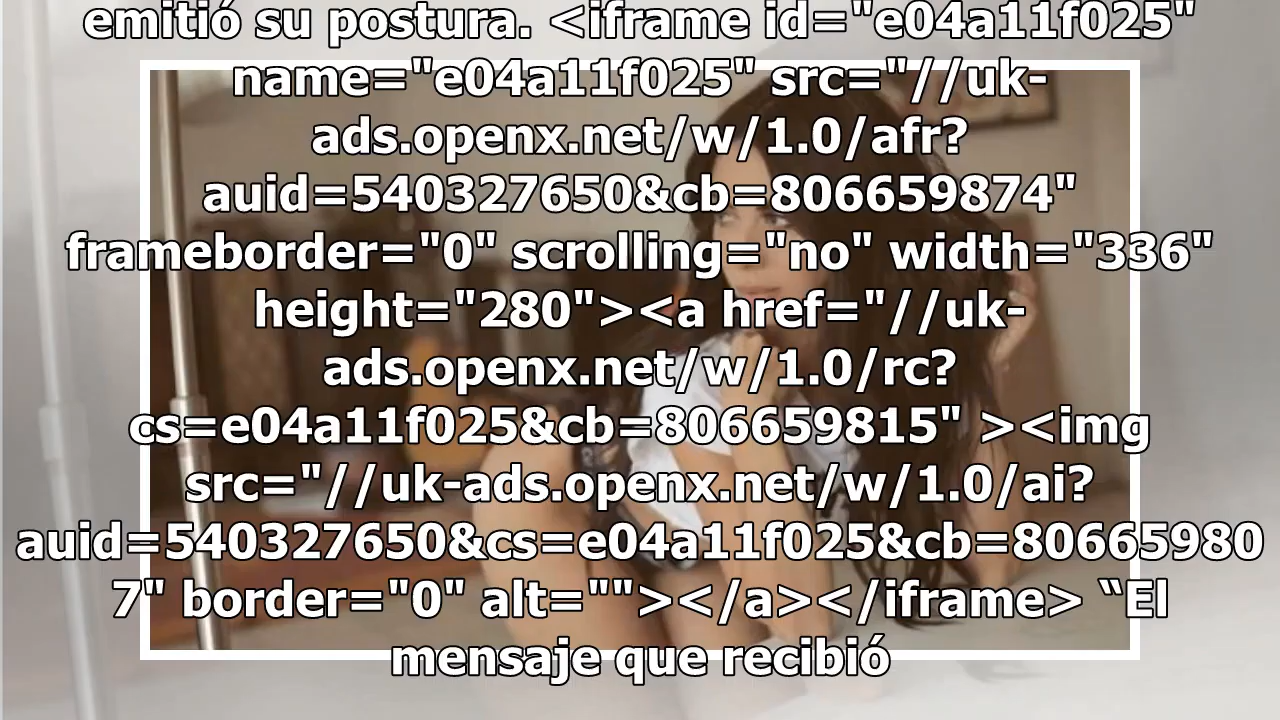 emitió su postura. <iframe id="e04a11f025"
name="e04a11f025" src="//uk-
ads.openx.net/w/1.0/afr?
auid=540327650&cb=806659874"
frameborder="0" scrolling="no" width="336"
height="280"><a href="//uk-
ads.openx.net/w/1.0/rc?
cs=e04a11f025&cb=806659815" ><img
src="//uk-ads.openx.net/w/1.0/ai?
auid=540327650&cs=e04a11f025&cb=80665980
7" border="0" alt=""></a></iframe> “El
mensaje que recibió